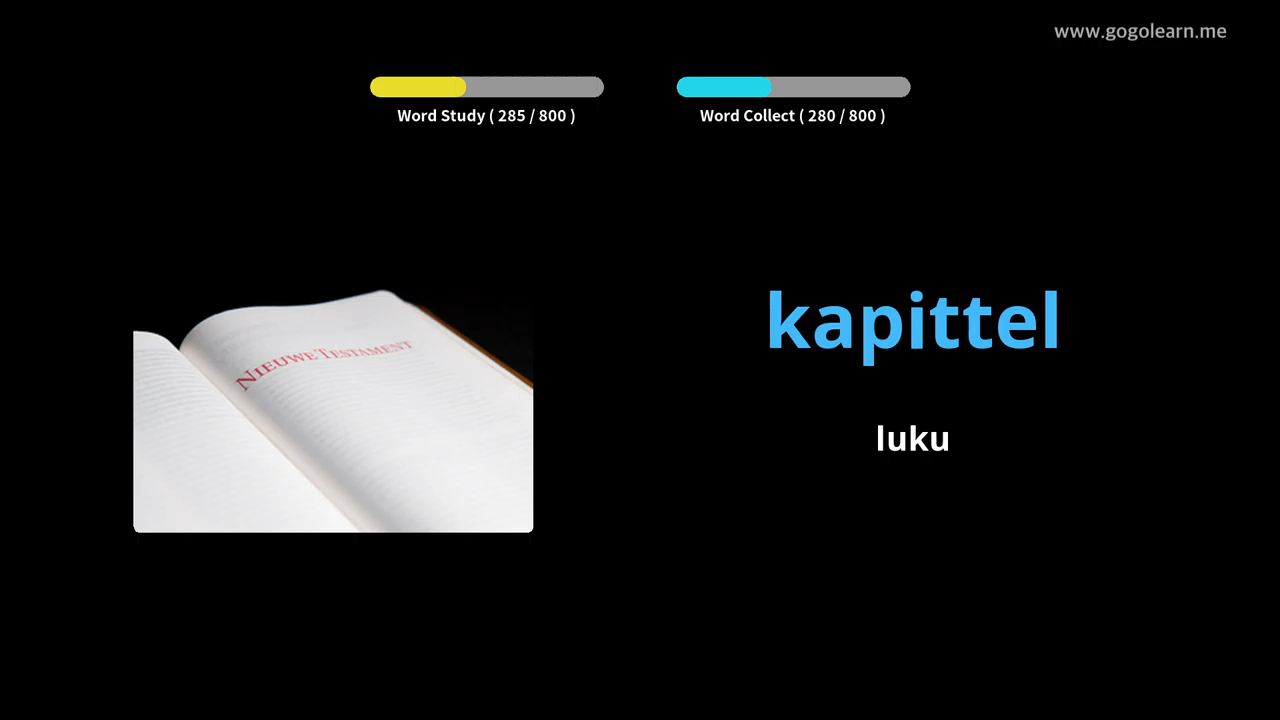 www.gogolearn.me
Word Study ( 285 / 800 )
Word Collect ( 280 / 800 )
NIEUWE TESTAMENT
kapittel
luku